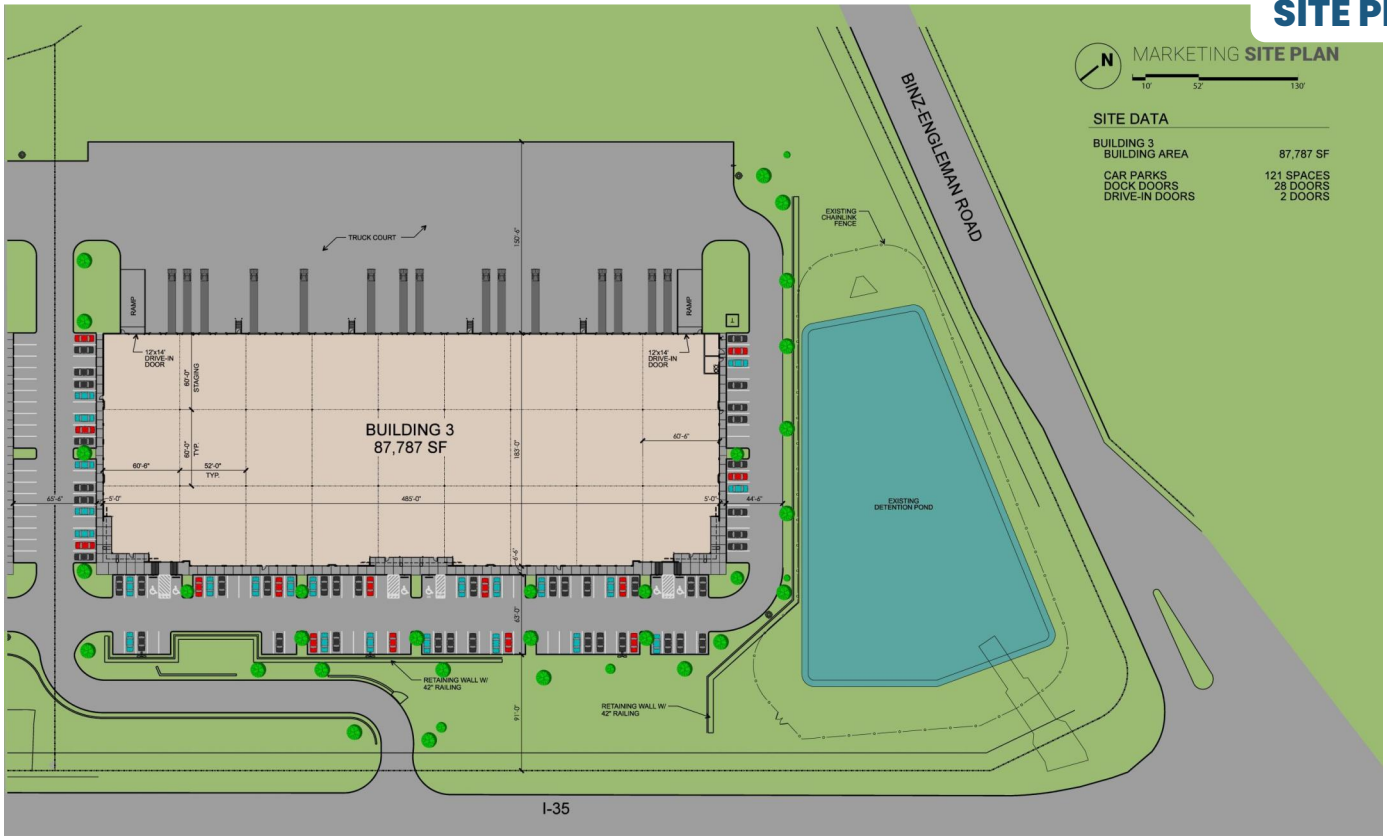 SITE PL
N
MARKETING SITE PLAN
10' 52' 130'
SITE DATA
BUILDING 3
BUILDING AREA 87,787 SF
CAR PARKS 121 SPACES
DOCK DOORS 28 DOORS
DRIVE-IN DOORS 2 DOORS
BINZ-ENGLEMAN ROAD
EXISTING
CHAINLINK
FENCE
TRUCK COURT
150'-6"
RAMP
RAMP
12'x14'
DRIVE-IN
DOOR
12'x14'
DRIVE-IN
DOOR
60'-0"
STAGING
BUILDING 3
87,787 SF
60'-0"
TYP.
183'-0"
60'-6"
60'-6"
52'-0"
TYP.
65'-6"
5'-0"
485'-0"
5'-0"
44'-6"
EXISTING
DETENTION POND
6'-6"
63'-0"
RETAINING WALL W/
42" RAILING
RETAINING WALL W/
42" RAILING
91'-0"
I-35